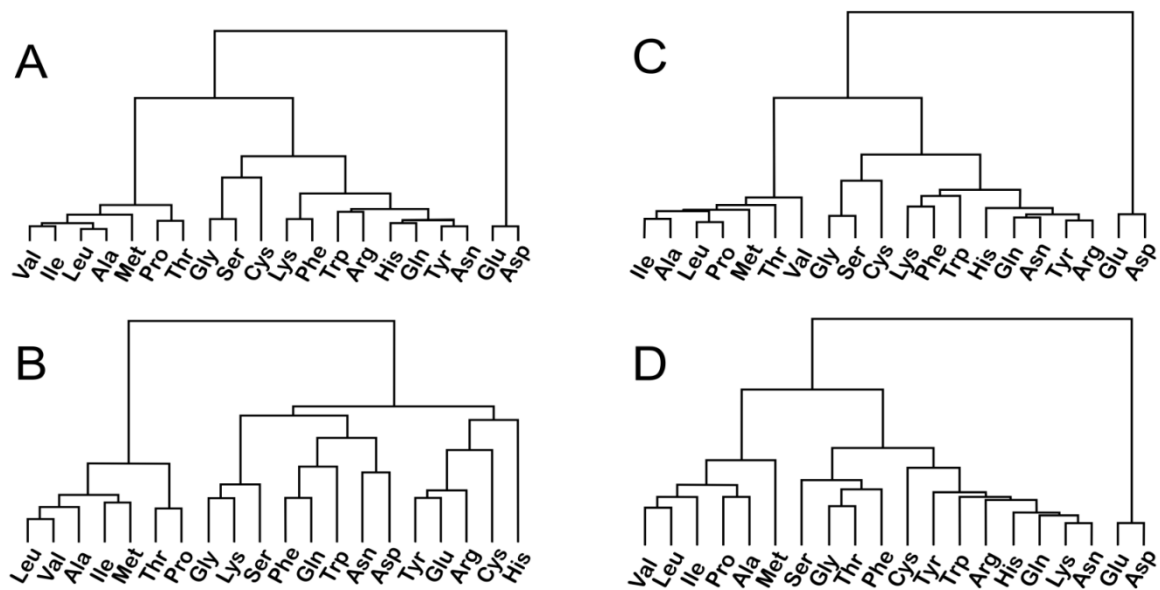 A
Val Ile Leu Ala Met Pro Thr Gly Ser Cys Lys Phe Trp Arg His Gln Tyr Asn Glu Asp
C
Ile Ala Leu Pro Met Thr Val Gly Ser Cys Lys Phe Trp His Gln Asn Tyr Arg Glu Asp
B
Leu Val Ala Ile Met Thr Pro Gly Lys Ser Phe Gln Trp Asn Asp Tyr Glu Arg Cys His
D
Val Leu Ile Pro Ala Met Ser Gly Thr Phe Cys Tyr Trp Arg His Gln Lys Asn Glu Asp